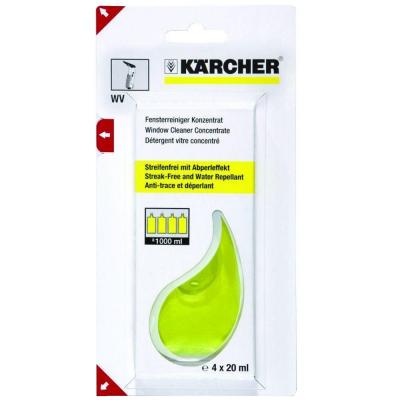 KÄRCHER
WV
Fensterreiniger Konzentrat
Window Cleaner Concentrate
Détergent vitre concentré
Streifenfrei mit Abperleffekt
Streak-Free and Water Repellant
Anti-trace et déperlant
≙1000 ml
℮ 4 x 20 ml